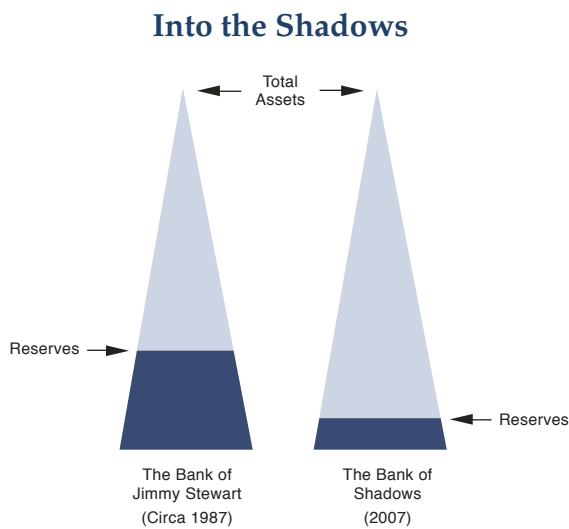 Into the Shadows
Total
Assets
Reserves
Reserves
The Bank of
Jimmy Stewart
(Circa 1987)
The Bank of
Shadows
(2007)